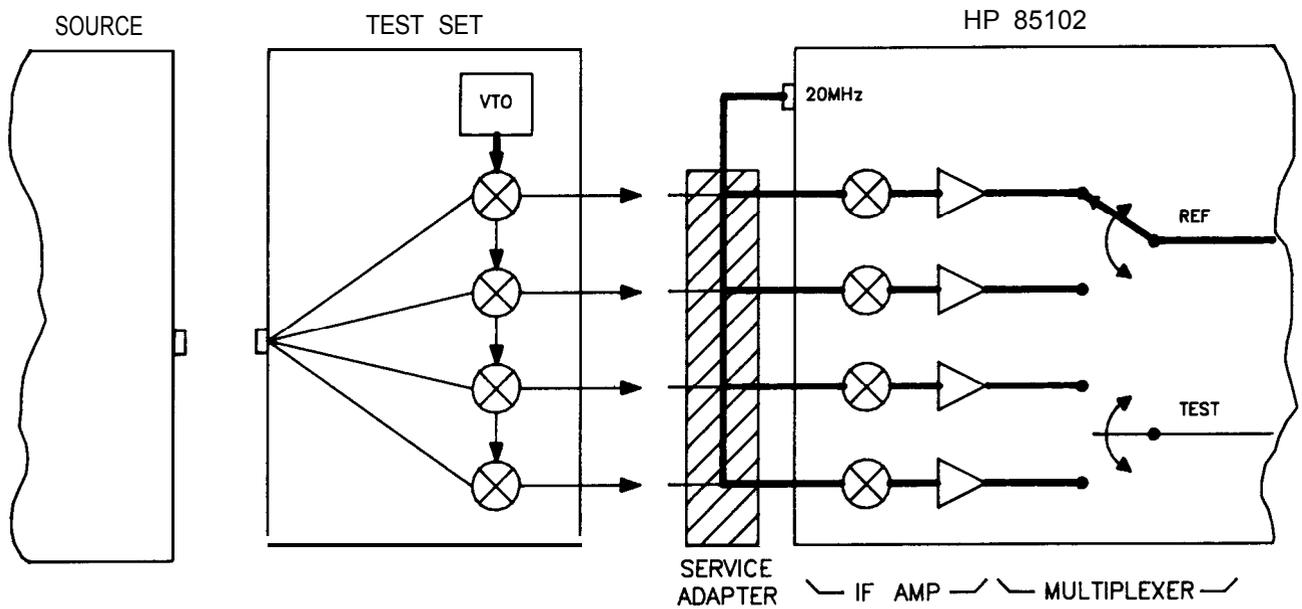 SOURCE
TEST SET
HP 85102
VTO
20MHz
REF
TEST
SERVICE
ADAPTER
IF AMP
MULTIPLEXER